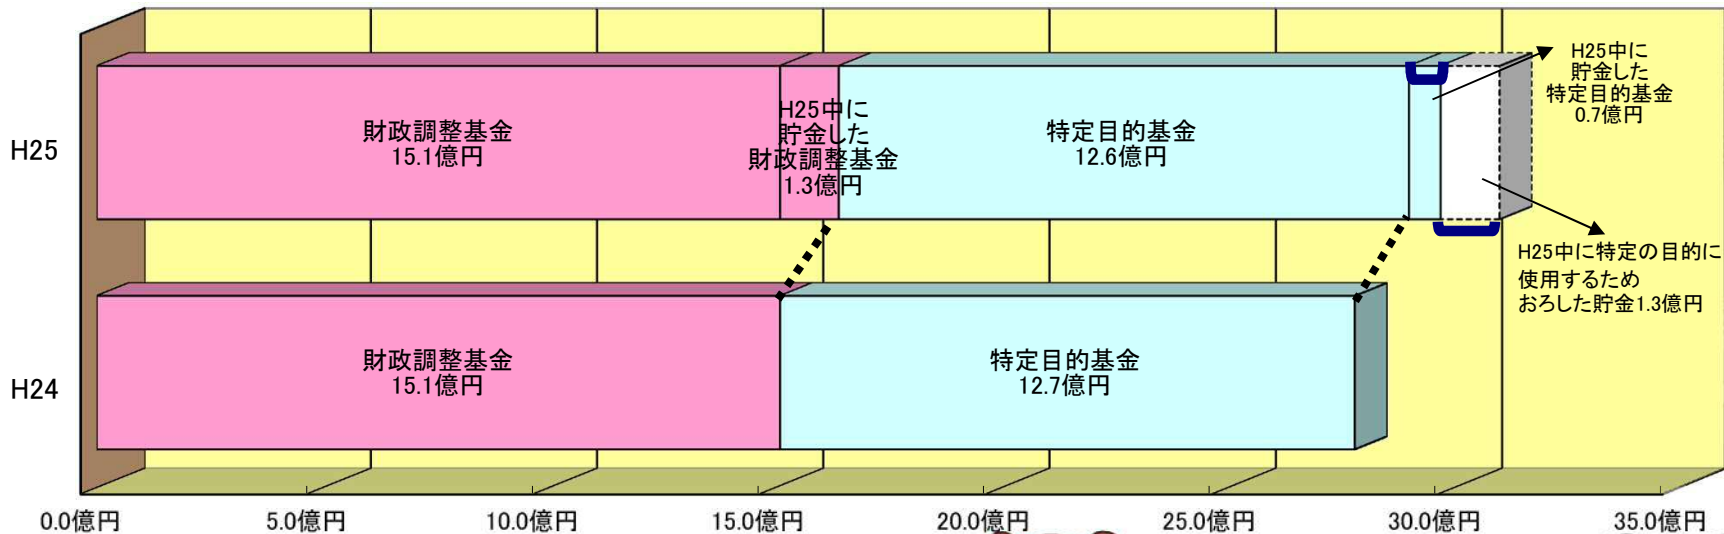 H25
財政調整基金
15.1億円
H25中に
貯金した
財政調整基金
1.3億円
特定目的基金
12.6億円
H25中に
貯金した
特定目的基金
0.7億円
H25中に特定の目的に
使用するため
おろした貯金1.3億円
H24
財政調整基金
15.1億円
特定目的基金
12.7億円
0.0億円
5.0億円
10.0億円
15.0億円
20.0億円
25.0億円
30.0億円
35.0億円